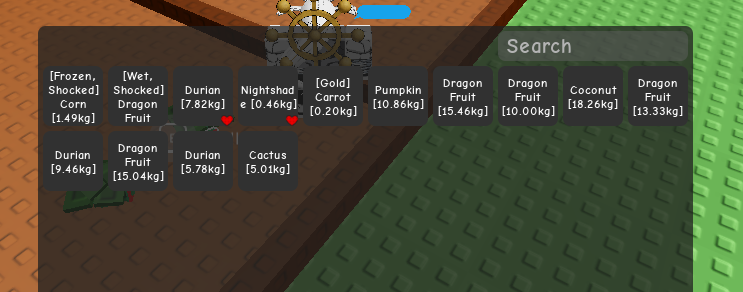 Search
[Frozen,
Shocked]
Corn
[1.49kg]
[Wet,
Shocked]
Dragon
Fruit
Durian
[7.82kg]
Nightshad
e [0.46kg]
[Gold]
Carrot
[0.20kg]
Pumpkin
[10.86kg]
Dragon
Fruit
[15.46kg]
Dragon
Fruit
[10.00kg]
Coconut
[18.26kg]
Dragon
Fruit
[13.33kg]
Durian
[9.46kg]
Dragon
Fruit
[15.04kg]
Durian
[5.78kg]
Cactus
[5.01kg]